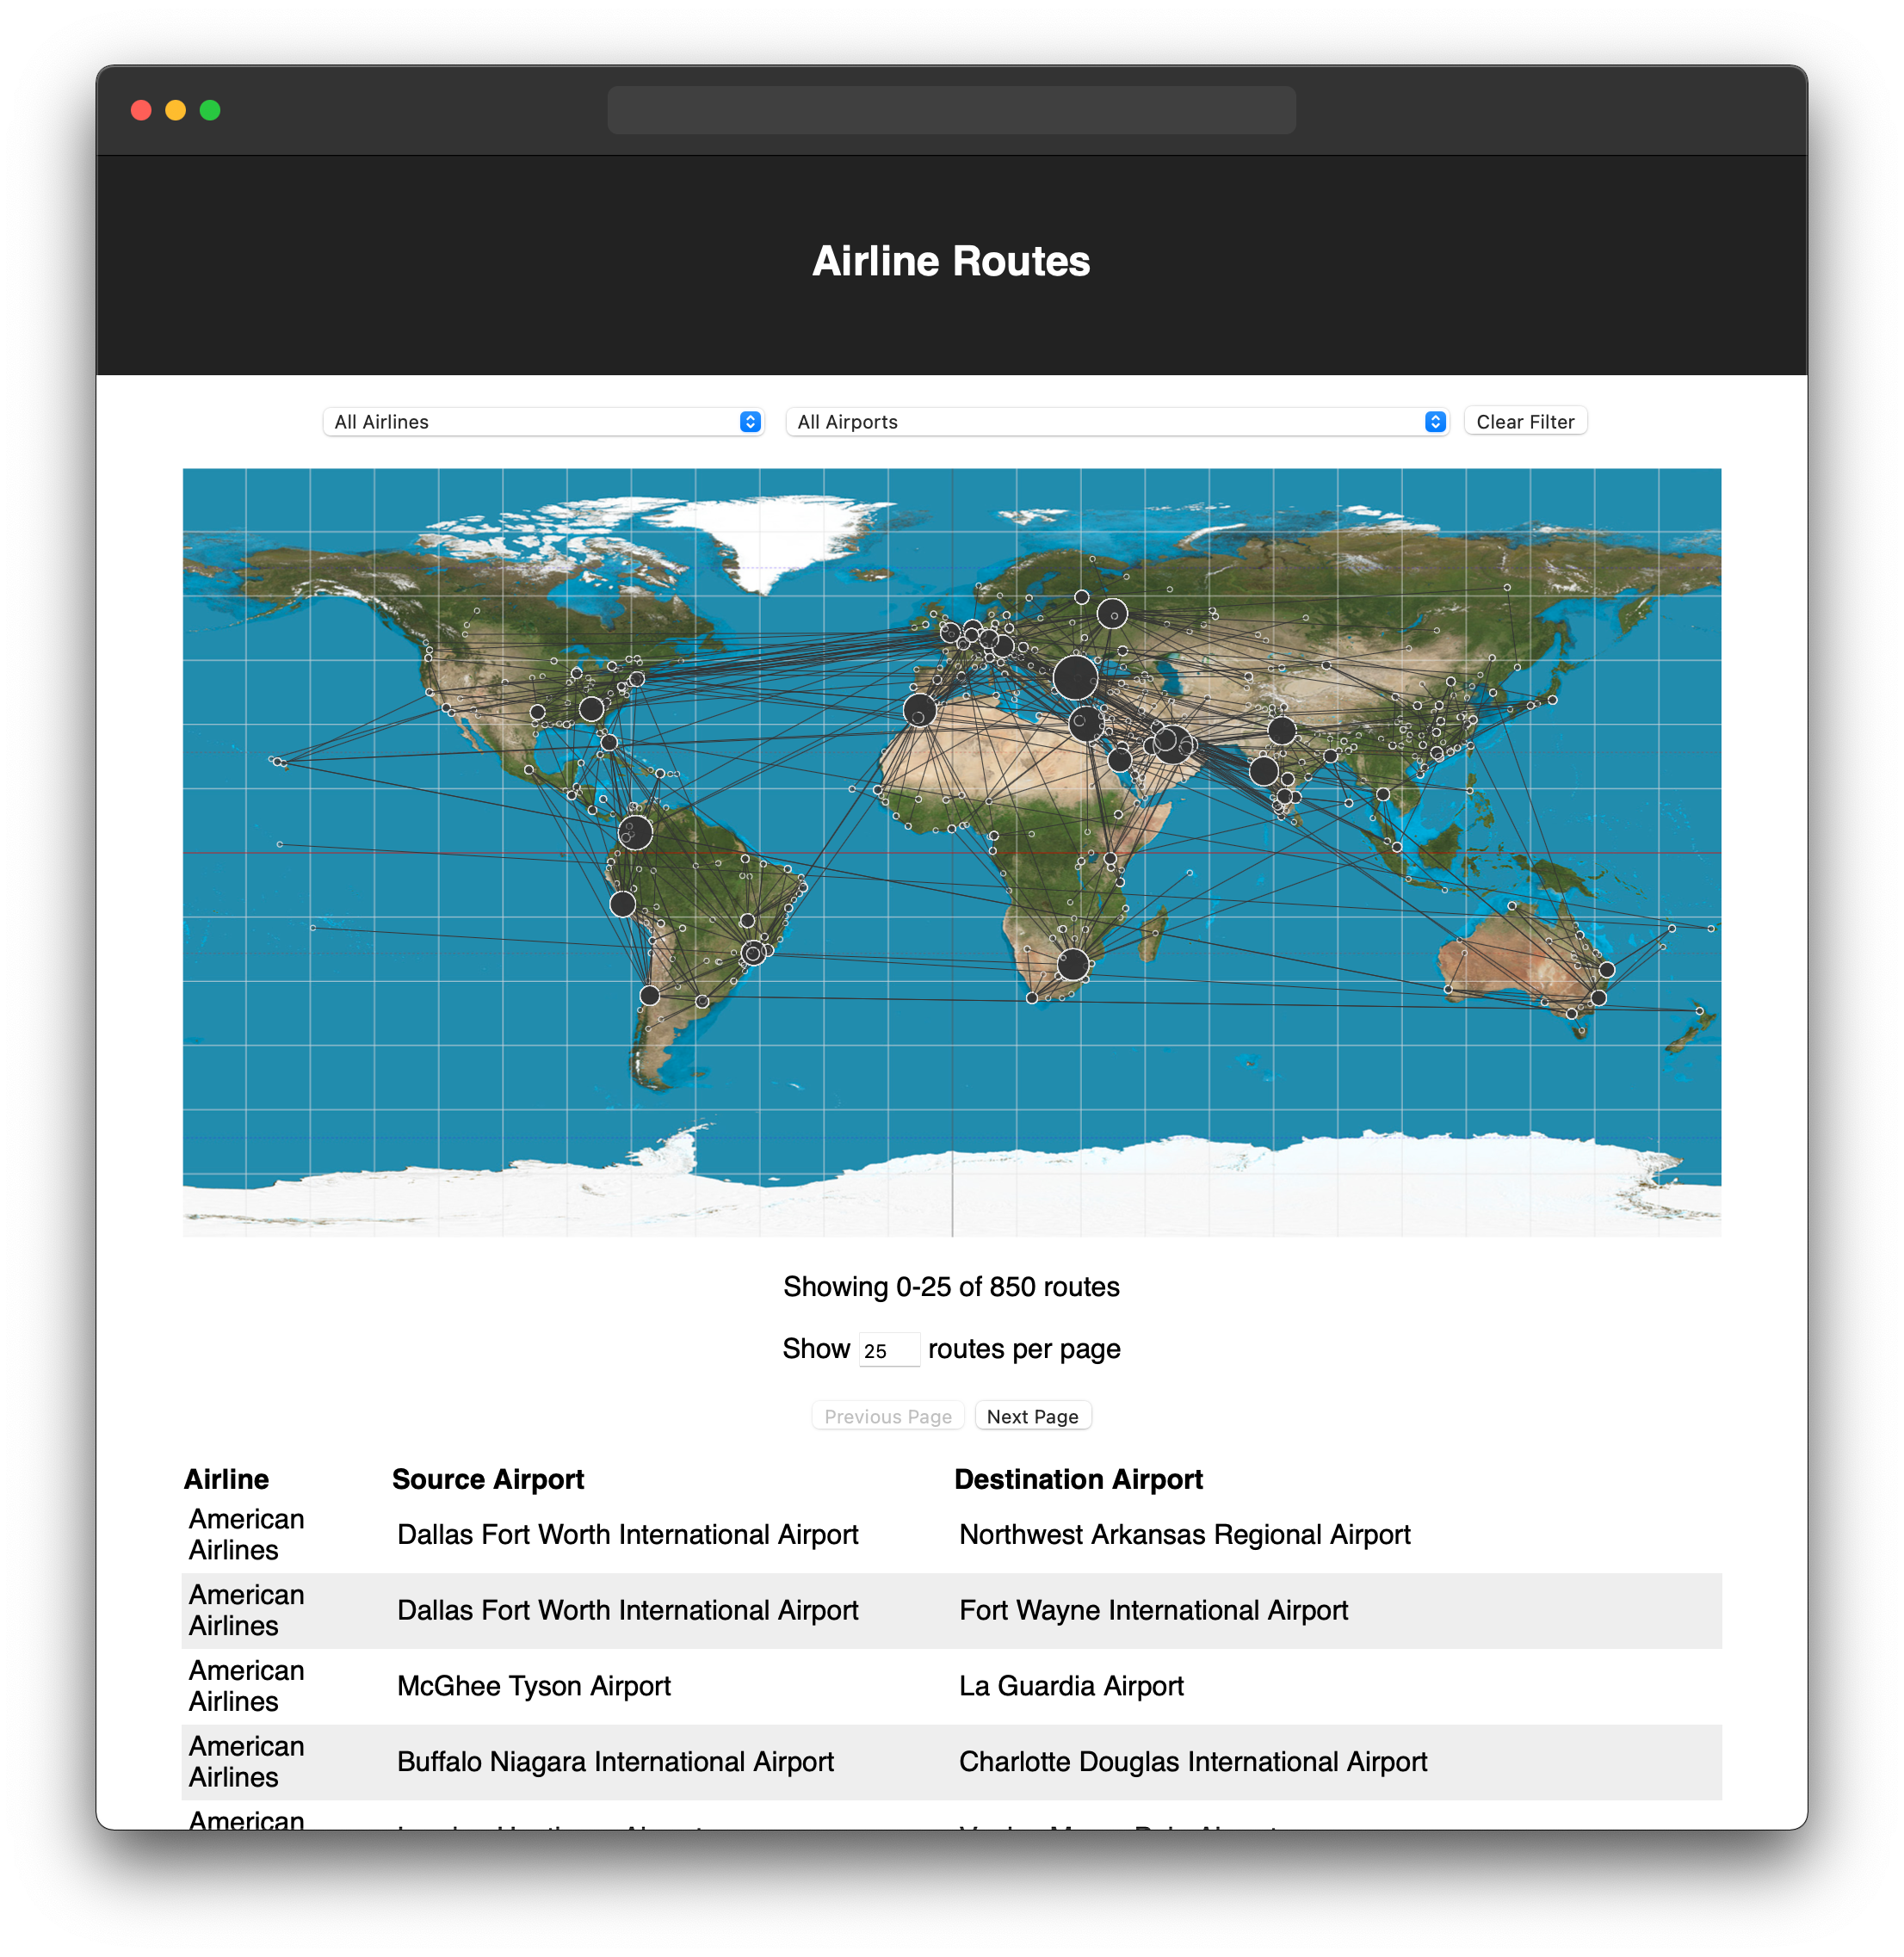 Airline Routes
All Airlines
All Airports
Clear Filter
Showing 0-25 of 850 routes
Show 25 routes per page
Previous Page Next Page
Airline Source Airport Destination Airport
American
Airlines
Dallas Fort Worth International Airport
Northwest Arkansas Regional Airport
American
Airlines
Dallas Fort Worth International Airport
Fort Wayne International Airport
American
Airlines
McGhee Tyson Airport
La Guardia Airport
American
Airlines
Buffalo Niagara International Airport
Charlotte Douglas International Airport
American